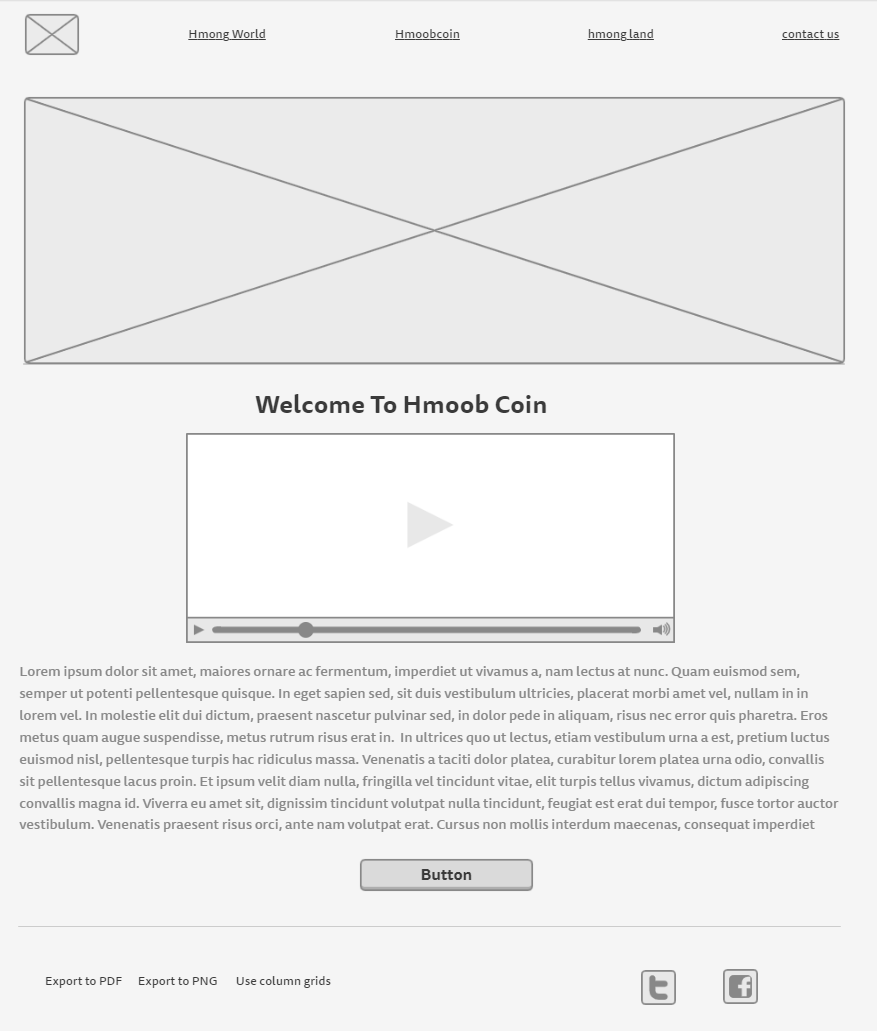 Hmong World Hmoobcoin hmong land contact us
Welcome To Hmoob Coin
Lorem ipsum dolor sit amet, maiores ornare ac fermentum, imperdiet ut vivamus a, nam lectus at nunc. Quam euismod sem,
semper ut potenti pellentesque quisque. In eget sapien sed, sit duis vestibulum ultricies, placerat morbi amet vel, nullam in in
lorem vel. In molestie elit dui dictum, praesent nascetur pulvinar sed, in dolor pede in aliquam, risus nec error quis pharetra. Eros
metus quam augue suspendisse, metus rutrum risus erat in.  In ultrices quo ut lectus, etiam vestibulum urna a est, pretium luctus
euismod nisl, pellentesque turpis hac ridiculus massa. Venenatis a taciti dolor platea, curabitur lorem platea urna odio, convallis
sit pellentesque lacus proin. Et ipsum velit diam nulla, fringilla vel tincidunt vitae, elit turpis tellus vivamus, dictum adipiscing
convallis magna id. Viverra eu amet sit, dignissim tincidunt volutpat nulla tincidunt, feugiat est erat dui tempor, fusce tortor auctor
vestibulum. Venenatis praesent risus orci, ante nam volutpat erat. Cursus non mollis interdum maecenas, consequat imperdiet
Button
Export to PDF Export to PNG Use column grids